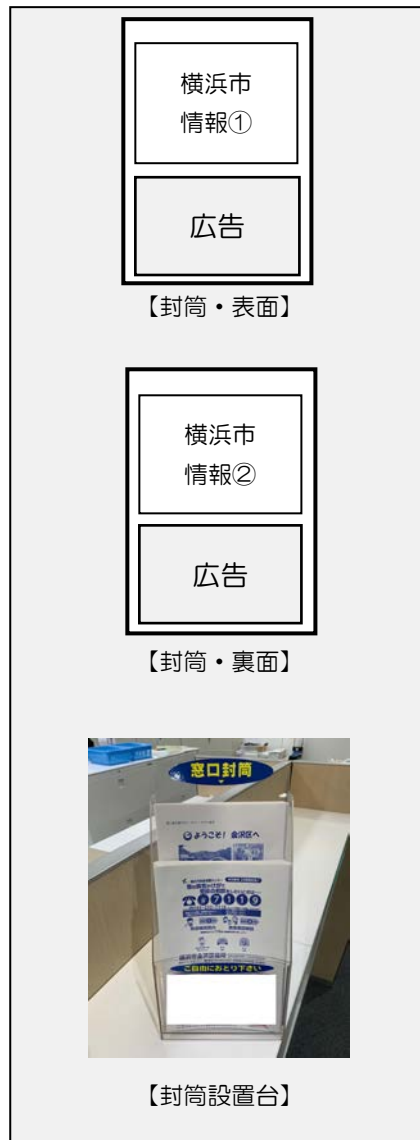 横浜市
情報①
広告
【封筒・表面】
横浜市
情報②
広告
【封筒・裏面】
窓口封筒
ようこそ! 金沢区へ
#7119
ご自由におとり下さい
【封筒設置台】